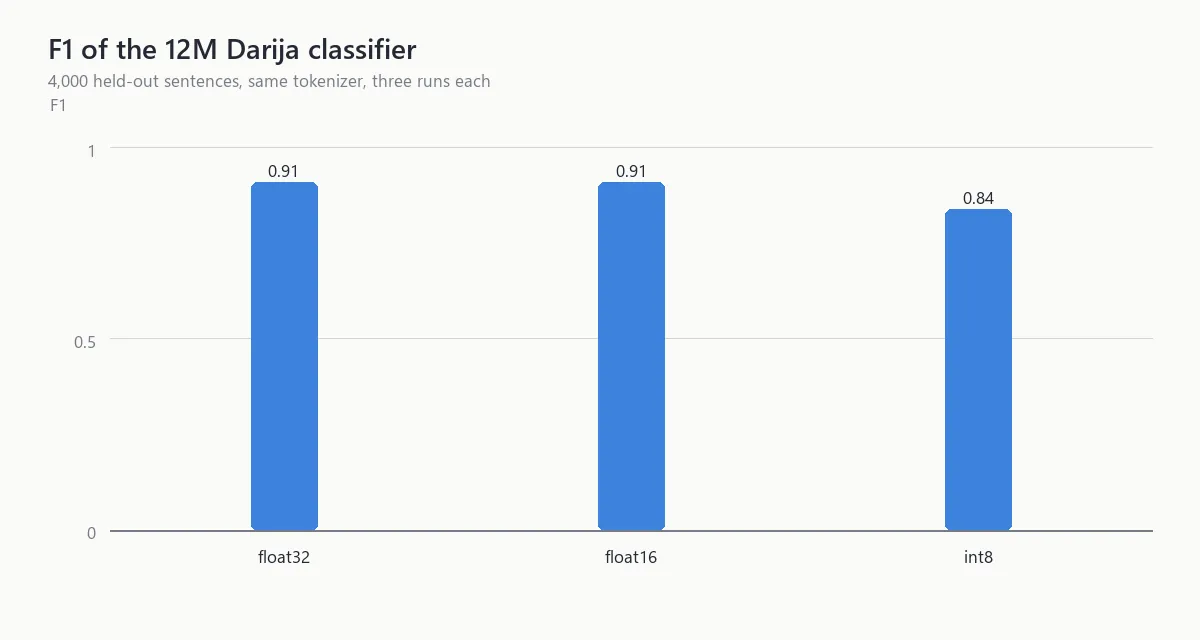 F1 of the 12M Darija classifier
4,000 held-out sentences, same tokenizer, three runs each
F1
1
0.91
0.91
0.84
0.5
0
float32
float16
int8